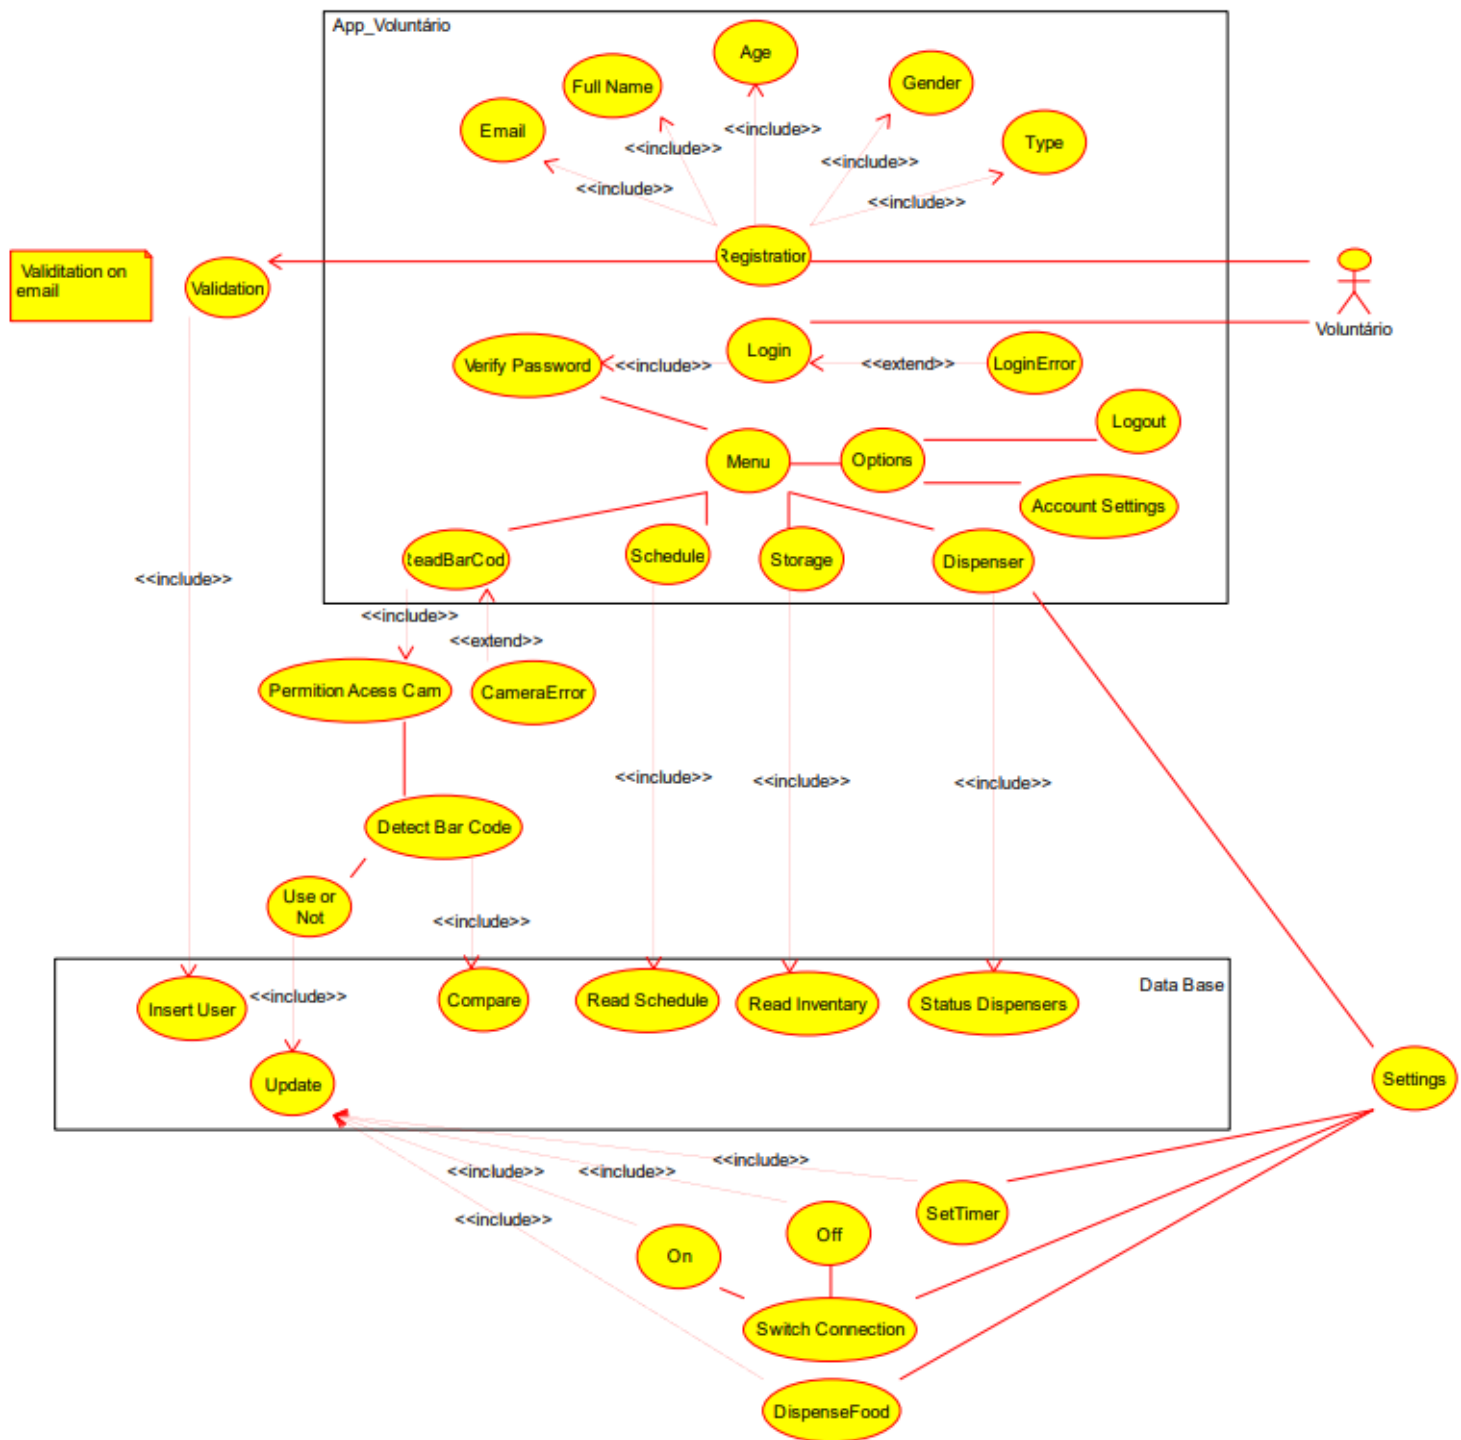 App_Voluntário
Age
Full Name
Gender
Email
Type
<<include>>
<<include>>
<<include>>
<<include>>
<<include>>
Registration
Validitation on
email
Validation
Voluntário
Login
Verify Password
<<include>>
<<extend>>
LoginError
Logout
Menu
Options
Account Settings
ReadBarCod
Schedule
Storage
Dispenser
<<include>>
<<include>>
<<extend>>
Permition Acess Cam
CameraError
<<include>>
<<include>>
<<include>>
Detect Bar Code
Use or
Not
<<include>>
Data Base
Insert User
<<include>>
Compare
Read Schedule
Read Inventary
Status Dispensers
Update
Settings
<<include>>
<<include>>
<<include>>
<<include>>
SetTimer
Off
On
Switch Connection
DispenseFood